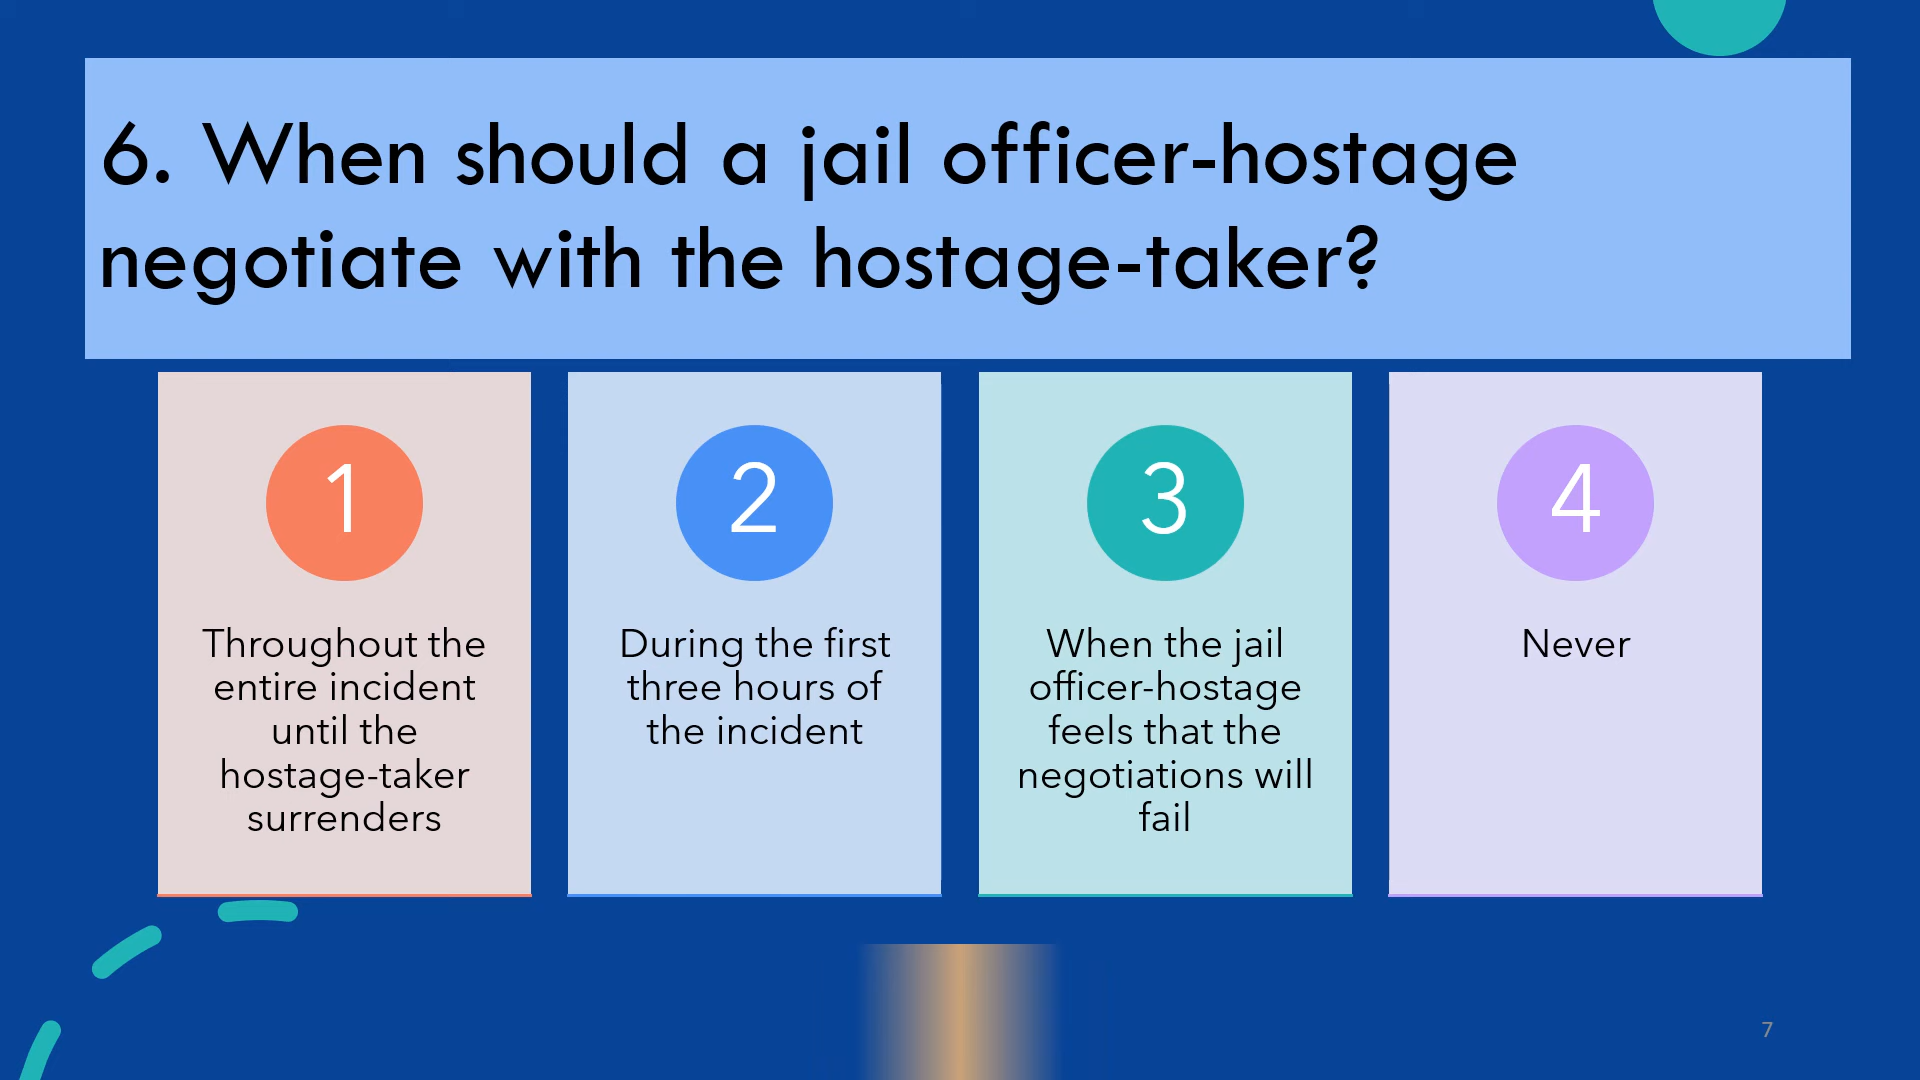 6. When should a jail officer-hostage
negotiate with the hostage-taker?
1
Throughout the
entire incident
until the
hostage-taker
surrenders
2
During the first
three hours of
the incident
3
When the jail
officer-hostage
feels that the
negotiations will
fail
4
Never
7